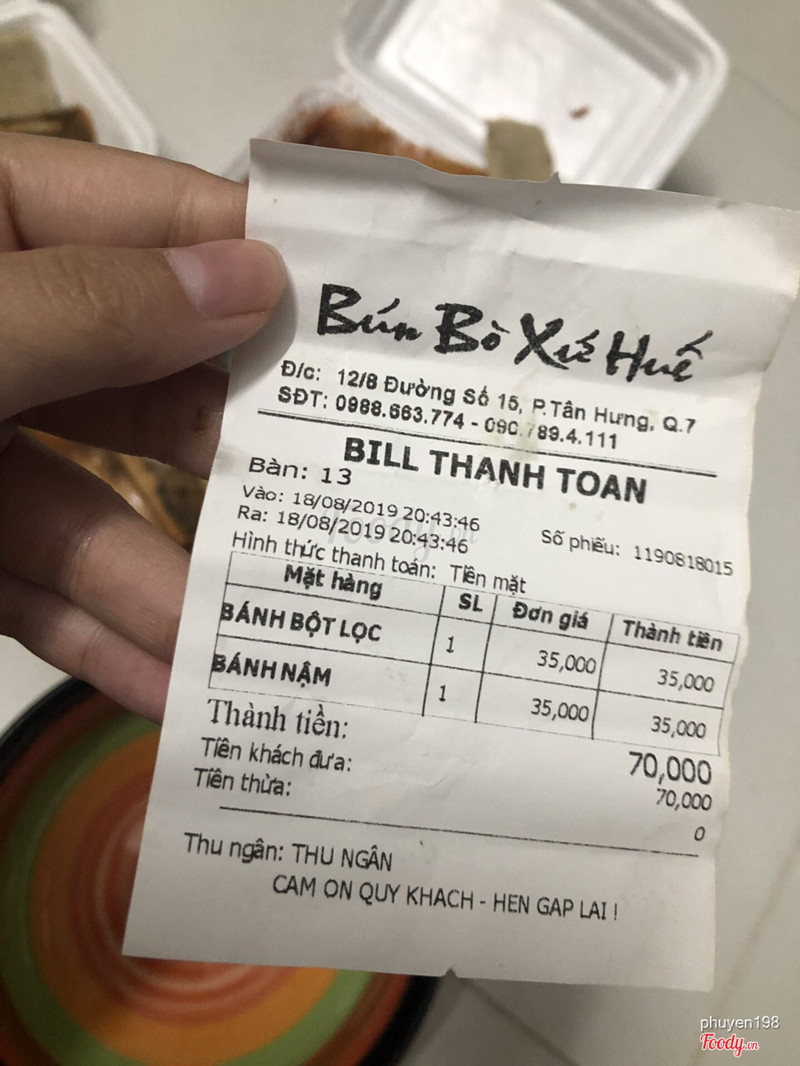 Bún Bò Xứ Huế
Đ/c: 12/8 Đường Số 15, P.Tân Hưng, Q.7
SĐT: 0988.663.774 - 090.789.4.111
BILL THANH TOAN
Bàn: 13
Vào: 18/08/2019 20:43:46
Ra: 18/08/2019 20:43:46 Số phiếu: 1190818015
Hình thức thanh toán: Tiền mặt
Mặt hàng SL Đơn giá Thành tiền
BÁNH BỘT LỌC 1 35,000 35,000
BÁNH NẬM 1 35,000 35,000
Thành tiền: 70,000
Tiền khách đưa: 70,000
Tiền thừa: 0
Thu ngân: THU NGÂN
CAM ON QUY KHACH - HEN GAP LAI !
Foody.vn
phuyen198
Foody.vn